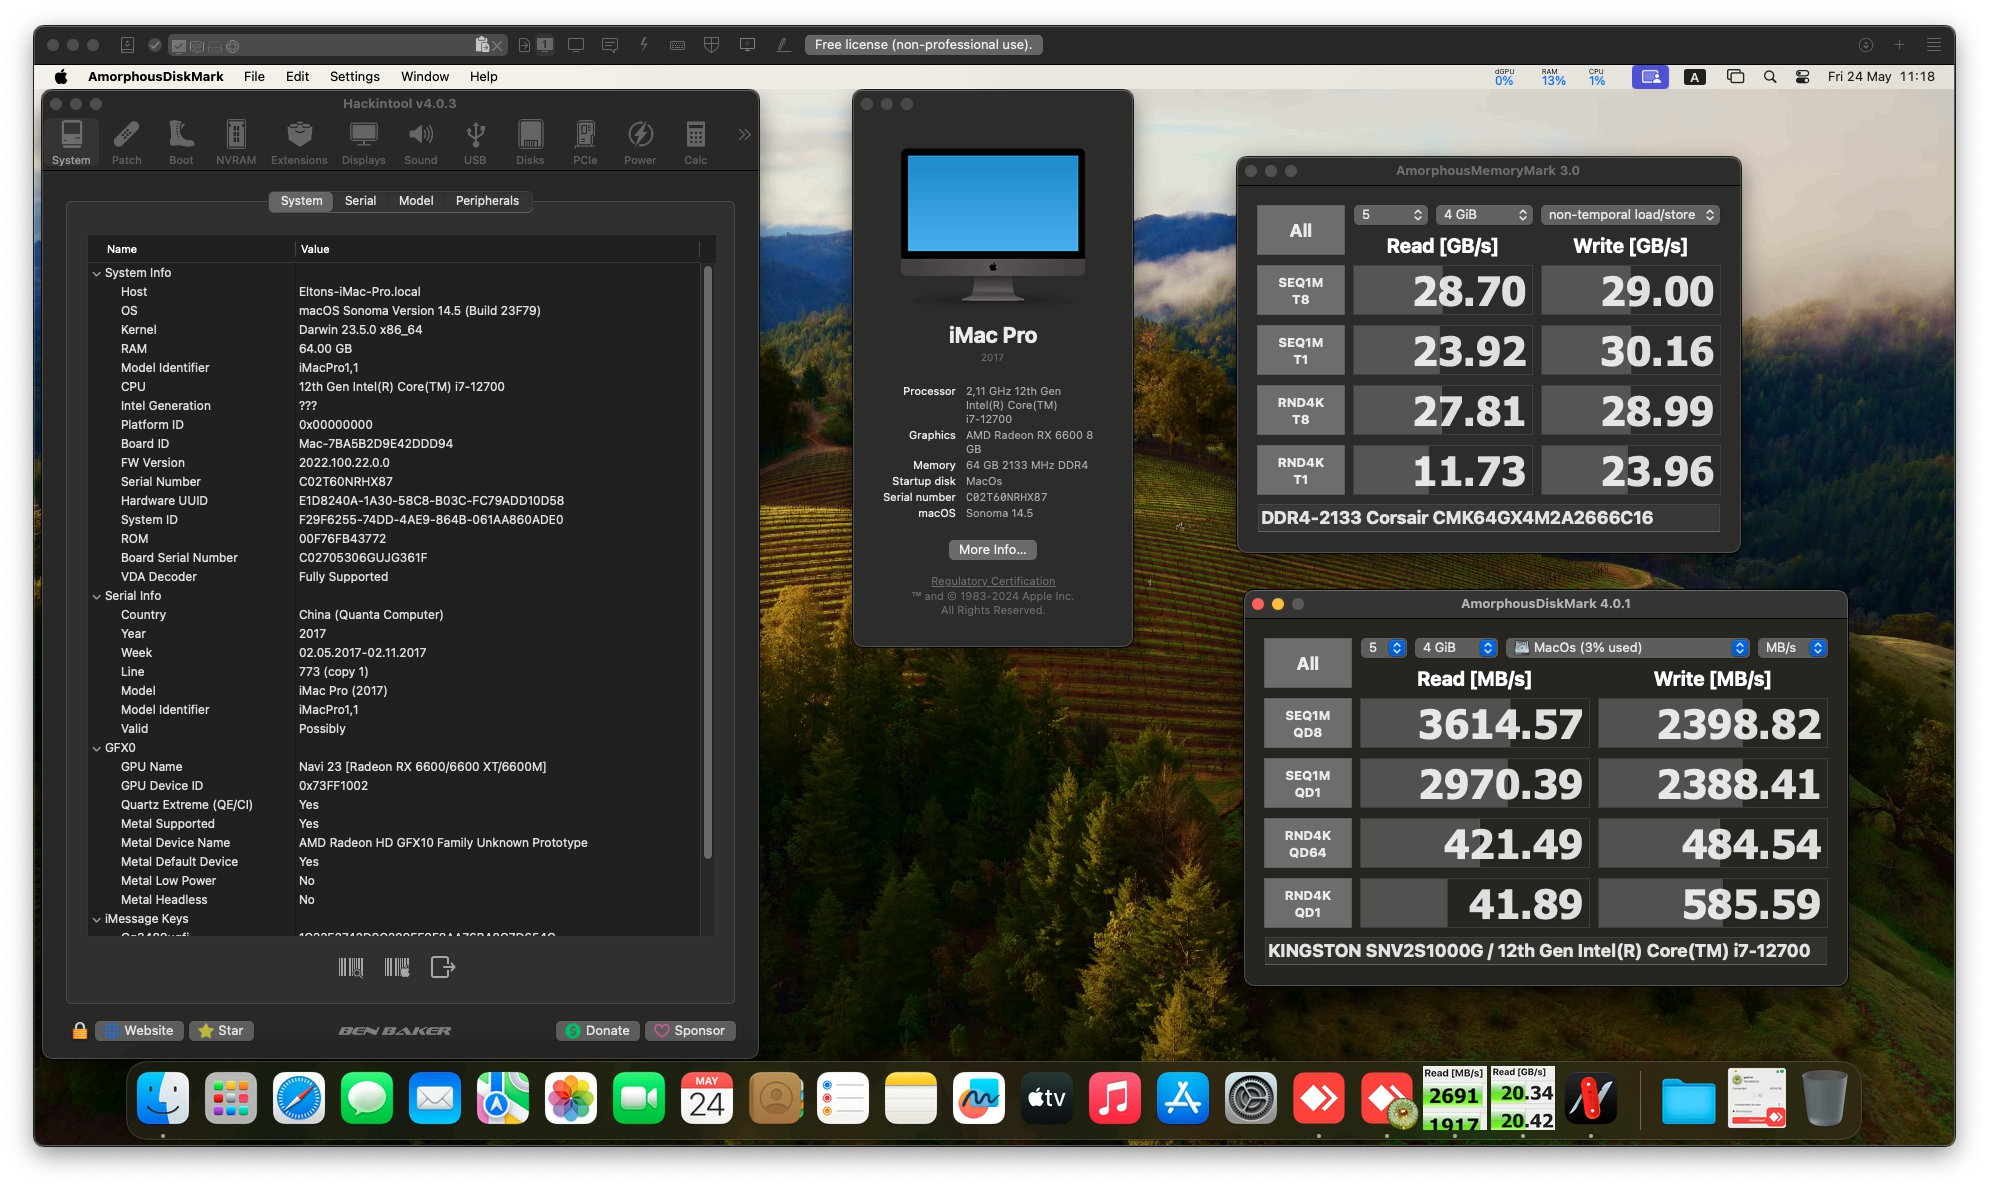 1
Free license (non-professional use).
AmorphousDiskMark File Edit Settings Window Help
dGPU 0% RAM 13% CPU 1% A Fri 24 May 11:18
Hackintool v4.0.3
System Patch Boot NVRAM Extensions Displays Sound USB Disks PCIe Power Calc
System Serial Model Peripherals
Name Value
System Info
Host Eltons-iMac-Pro.local
OS macOS Sonoma Version 14.5 (Build 23F79)
Kernel Darwin 23.5.0 x86_64
RAM 64.00 GB
Model Identifier iMacPro1,1
CPU 12th Gen Intel(R) Core(TM) i7-12700
Intel Generation ???
Platform ID 0x00000000
Board ID Mac-7BA5B2D9E42DDD94
FW Version 2022.100.22.0.0
Serial Number C02T60NRHX87
Hardware UUID E1D8240A-1A30-58C8-B03C-FC79ADD10D58
System ID F29F6255-74DD-4AE9-864B-061AA860ADE0
ROM 00F76FB43772
Board Serial Number C02705306GUJG361F
VDA Decoder Fully Supported
Serial Info
Country China (Quanta Computer)
Year 2017
Week 02.05.2017-02.11.2017
Line 773 (copy 1)
Model iMac Pro (2017)
Model Identifier iMacPro1,1
Valid Possibly
GFX0
GPU Name Navi 23 [Radeon RX 6600/6600 XT/6600M]
GPU Device ID 0x73FF1002
Quartz Extreme (QE/CI) Yes
Metal Supported Yes
Metal Device Name AMD Radeon HD GFX10 Family Unknown Prototype
Metal Default Device Yes
Metal Low Power No
Metal Headless No
iMessage Keys
Website Star BEN BAKER Donate Sponsor
iMac Pro
2017
Processor 2,11 GHz 12th Gen
Intel(R) Core(TM)
i7-12700
Graphics AMD Radeon RX 6600 8
GB
Memory 64 GB 2133 MHz DDR4
Startup disk MacOs
Serial number C02T60NRHX87
macOS Sonoma 14.5
More Info...
Regulatory Certification
™ and © 1983-2024 Apple Inc.
All Rights Reserved.
AmorphousMemoryMark 3.0
All 5 4 GiB non-temporal load/store
Read [GB/s] Write [GB/s]
SEQ1M T8 28.70 29.00
SEQ1M T1 23.92 30.16
RND4K T8 27.81 28.99
RND4K T1 11.73 23.96
DDR4-2133 Corsair CMK64GX4M2A2666C16
AmorphousDiskMark 4.0.1
All 5 4 GiB MacOs (3% used) MB/s
Read [MB/s] Write [MB/s]
SEQ1M QD8 3614.57 2398.82
SEQ1M QD1 2970.39 2388.41
RND4K QD64 421.49 484.54
RND4K QD1 41.89 585.59
KINGSTON SNV2S1000G / 12th Gen Intel(R) Core(TM) i7-12700
MAY
24
tv
Read [MB/s]
2691
1917
Read [GB/s]
20.34
20.42